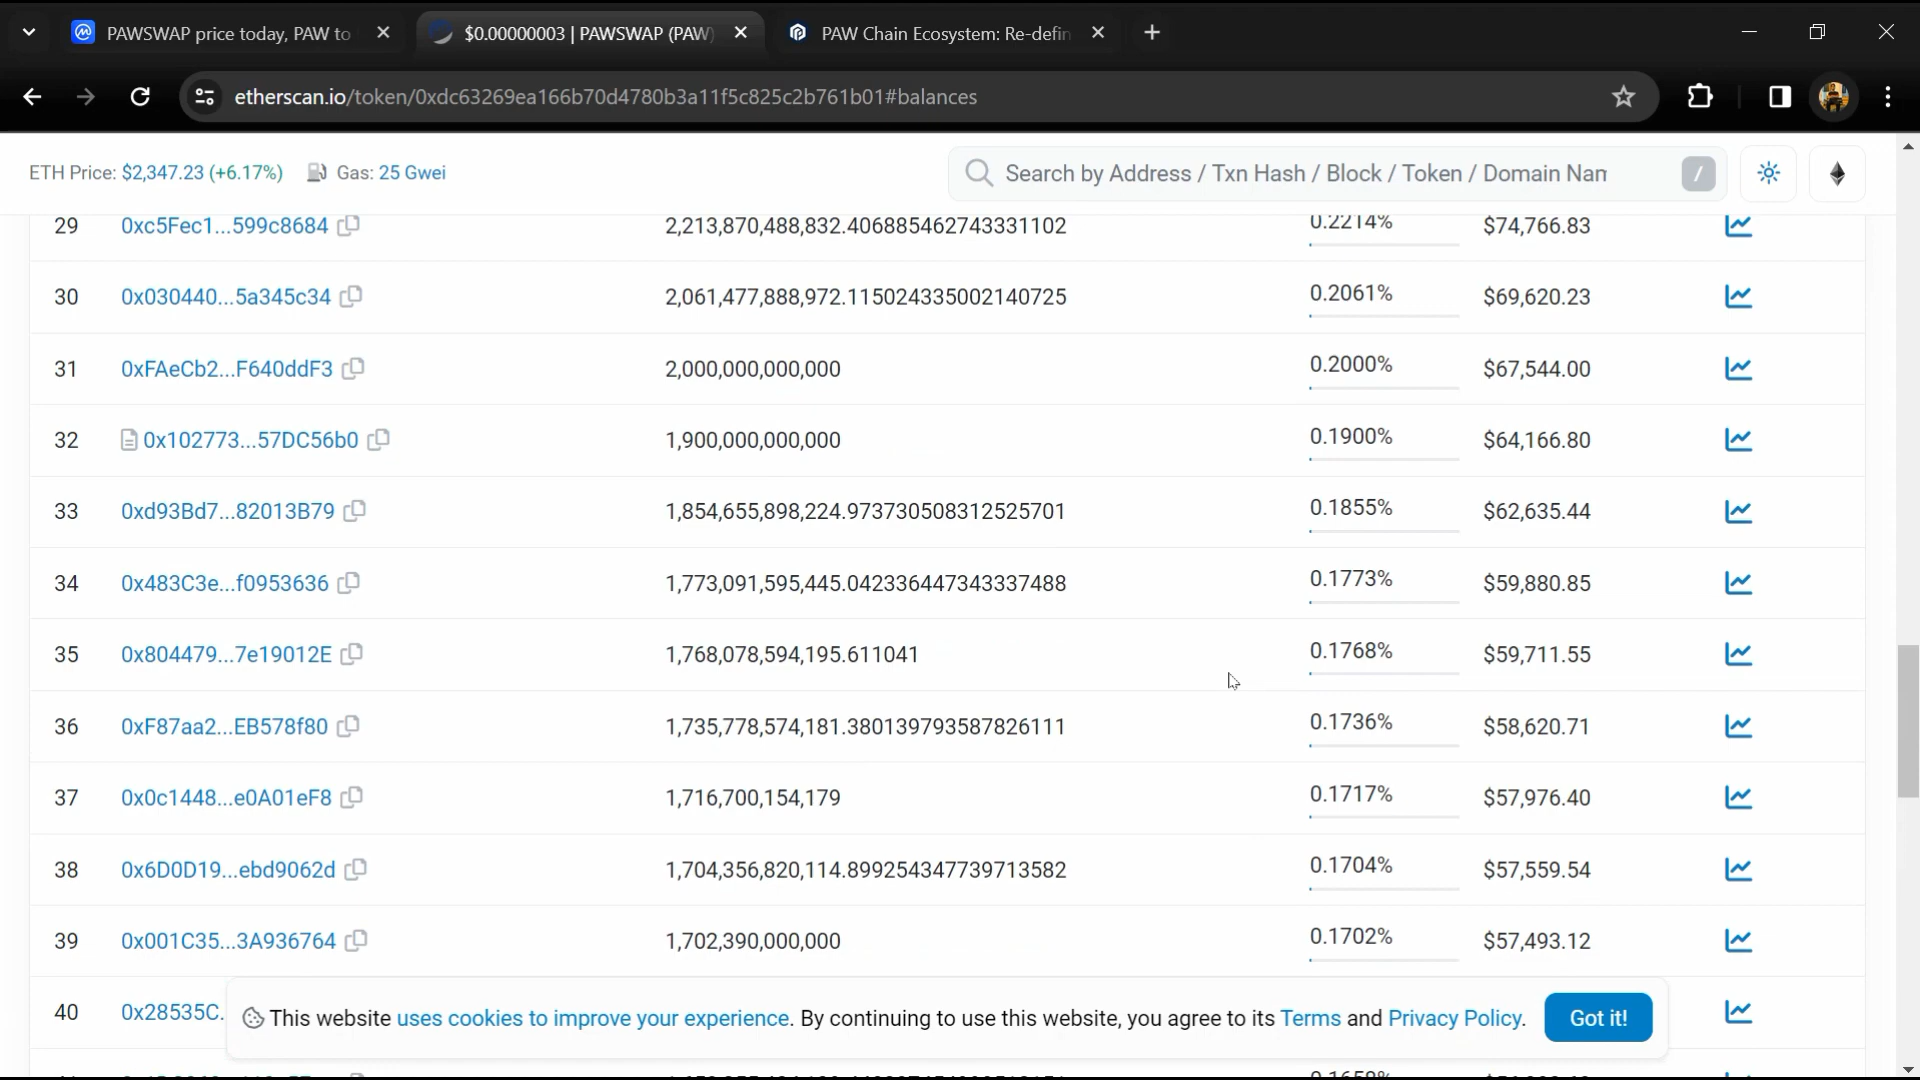 PAWSWAP price today, PAW to
$0.00000003 | PAWSWAP (PAW)
PAW Chain Ecosystem: Re-defin
etherscan.io/token/0xdc63269ea166b70d4780b3a11f5c825c2b761b01#balances
ETH Price: $2,347.23 (+6.17%) Gas: 25 Gwei
Search by Address / Txn Hash / Block / Token / Domain Nam
/
29 0xc5Fec1...599c8684 2,213,870,488,832.406885462743331102 0.2214% $74,766.83
30 0x030440...5a345c34 2,061,477,888,972.115024335002140725 0.2061% $69,620.23
31 0xFAeCb2...F640ddF3 2,000,000,000,000 0.2000% $67,544.00
32 0x102773...57DC56b0 1,900,000,000,000 0.1900% $64,166.80
33 0xd93Bd7...82013B79 1,854,655,898,224.973730508312525701 0.1855% $62,635.44
34 0x483C3e...f0953636 1,773,091,595,445.042336447343337488 0.1773% $59,880.85
35 0x804479...7e19012E 1,768,078,594,195.611041 0.1768% $59,711.55
36 0xF87aa2...EB578f80 1,735,778,574,181.380139793587826111 0.1736% $58,620.71
37 0x0c1448...e0A01eF8 1,716,700,154,179 0.1717% $57,976.40
38 0x6D0D19...ebd9062d 1,704,356,820,114.899254347739713582 0.1704% $57,559.54
39 0x001C35...3A936764 1,702,390,000,000 0.1702% $57,493.12
40 0x28535C.
This website uses cookies to improve your experience. By continuing to use this website, you agree to its Terms and Privacy Policy. Got it!